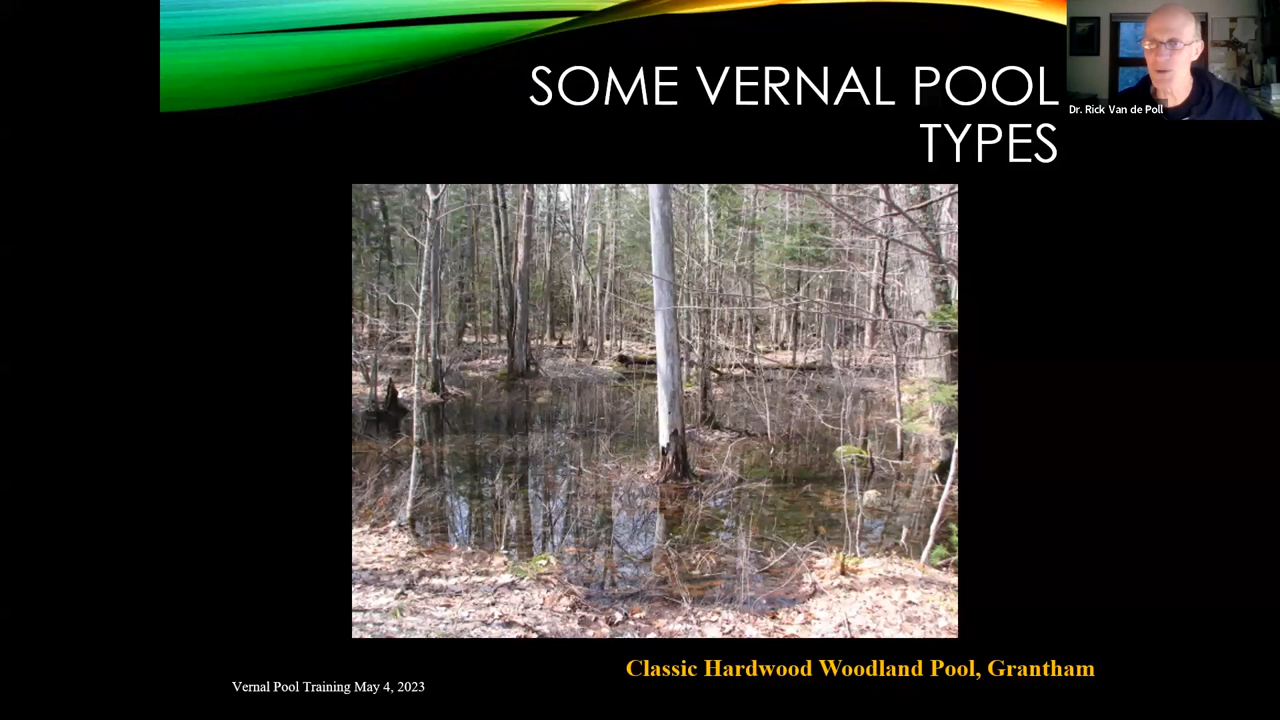 SOME VERNAL POOL
TYPES
Dr. Rick Van de Poll
Classic Hardwood Woodland Pool, Grantham
Vernal Pool Training May 4, 2023